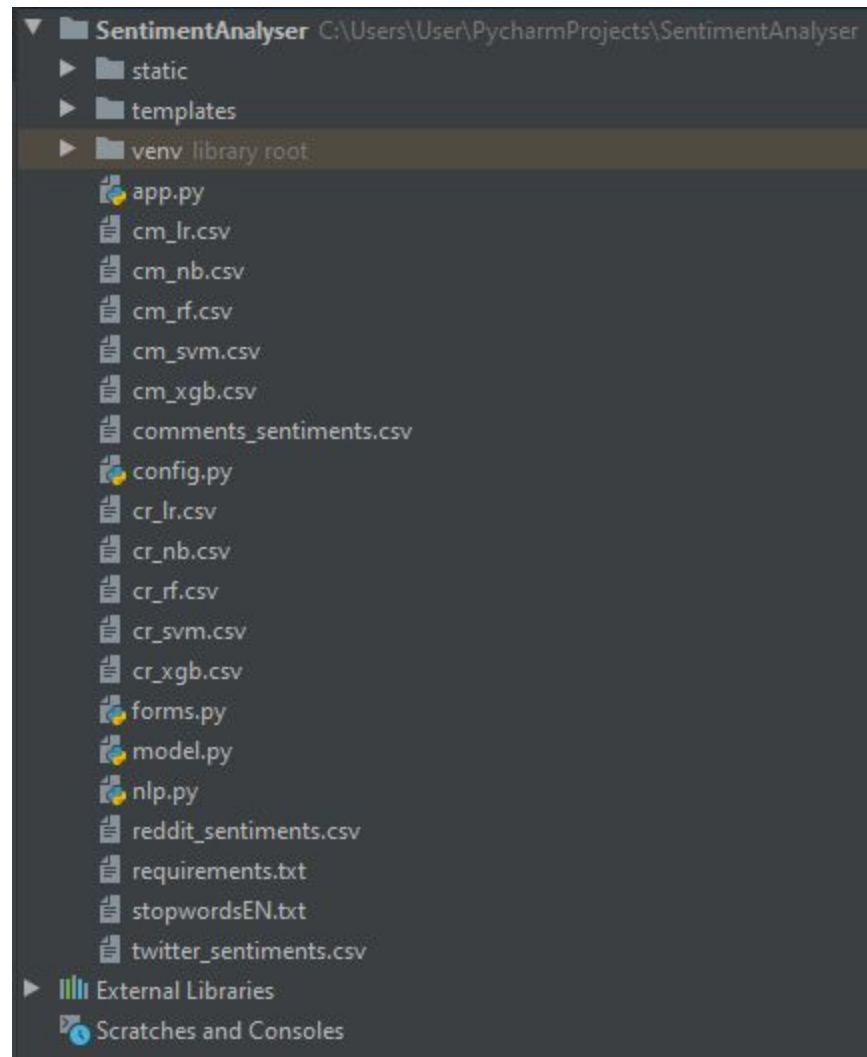 SentimentAnalyser C:\Users\User\PycharmProjects\SentimentAnalyser
static
templates
venv library root
app.py
cm_lr.csv
cm_nb.csv
cm_rf.csv
cm_svm.csv
cm_xgb.csv
comments_sentiments.csv
config.py
cr_lr.csv
cr_nb.csv
cr_rf.csv
cr_svm.csv
cr_xgb.csv
forms.py
model.py
nlp.py
reddit_sentiments.csv
requirements.txt
stopwordsEN.txt
twitter_sentiments.csv
External Libraries
Scratches and Consoles